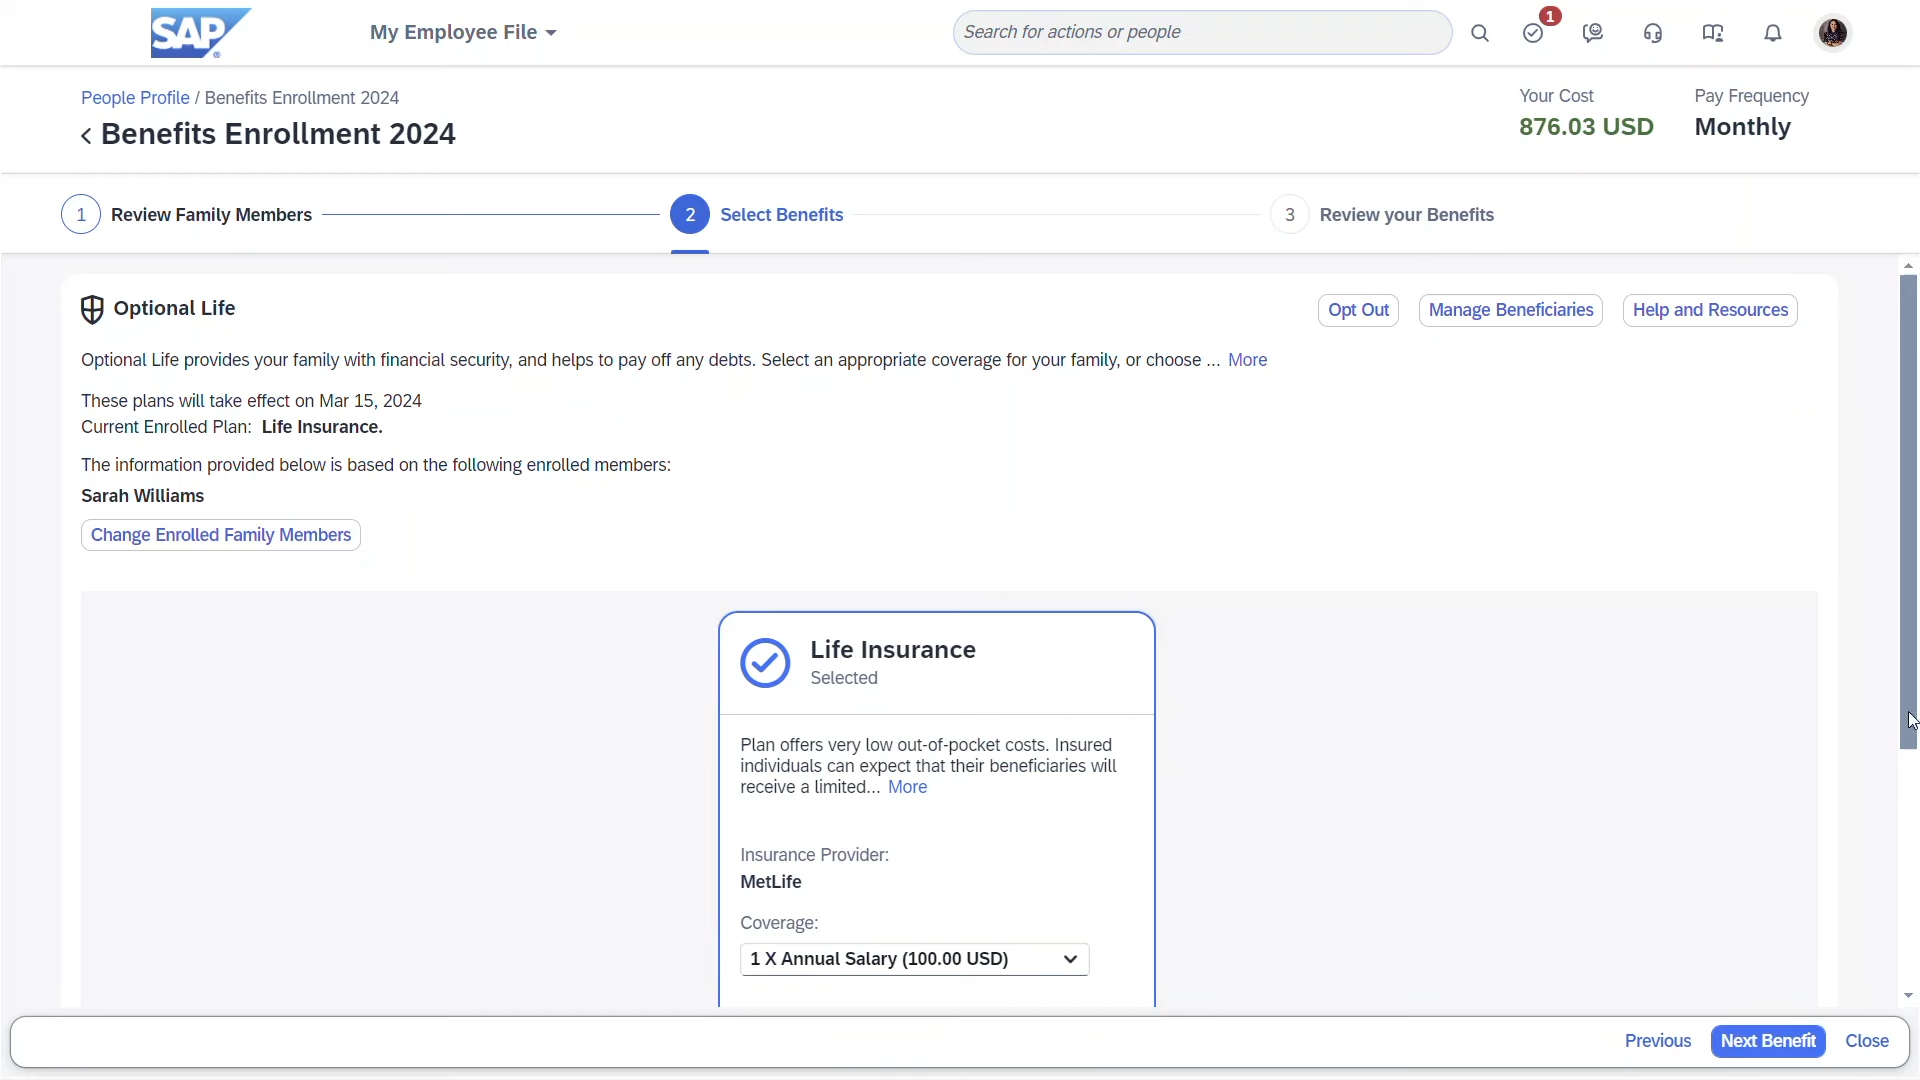 SAP
My Employee File
Search for actions or people
1
People Profile / Benefits Enrollment 2024
Benefits Enrollment 2024
Your Cost
876.03 USD
Pay Frequency
Monthly
1 Review Family Members
2 Select Benefits
3 Review your Benefits
Optional Life
Opt Out
Manage Beneficiaries
Help and Resources
Optional Life provides your family with financial security, and helps to pay off any debts. Select an appropriate coverage for your family, or choose ... More
These plans will take effect on Mar 15, 2024
Current Enrolled Plan: Life Insurance.
The information provided below is based on the following enrolled members:
Sarah Williams
Change Enrolled Family Members
Life Insurance
Selected
Plan offers very low out-of-pocket costs. Insured
individuals can expect that their beneficiaries will
receive a limited... More
Insurance Provider:
MetLife
Coverage:
1 X Annual Salary (100.00 USD)
Previous
Next Benefit
Close